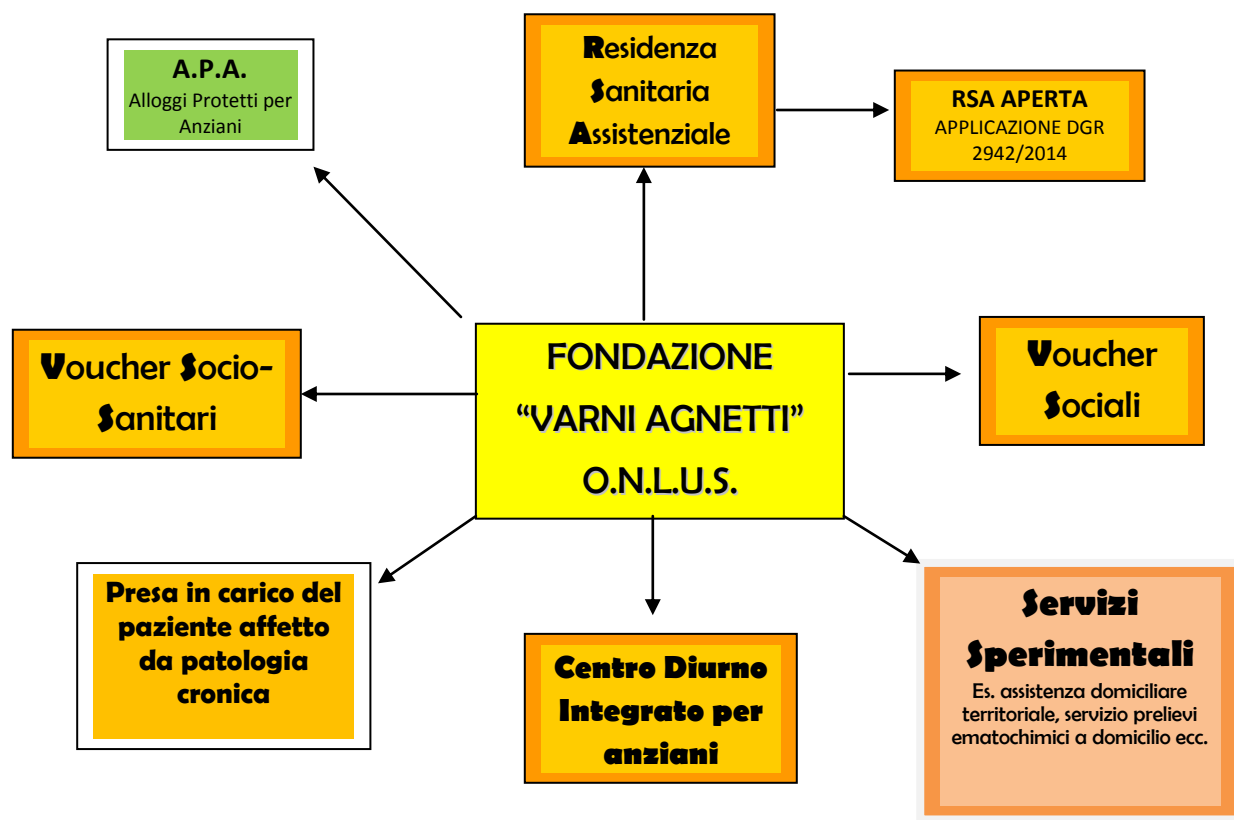 A.P.A.
Alloggi Protetti per
Anziani
Residenza
Sanitaria
Assistenziale
RSA APERTA
APPLICAZIONE DGR
2942/2014
Voucher Socio-
Sanitari
FONDAZIONE
“VARNI AGNETTI”
O.N.L.U.S.
Voucher
Sociali
Presa in carico del
paziente affetto
da patologia
cronica
Centro Diurno
Integrato per
anziani
Servizi
Sperimentali
Es. assistenza domiciliare
territoriale, servizio prelievi
ematochimici a domicilio ecc.